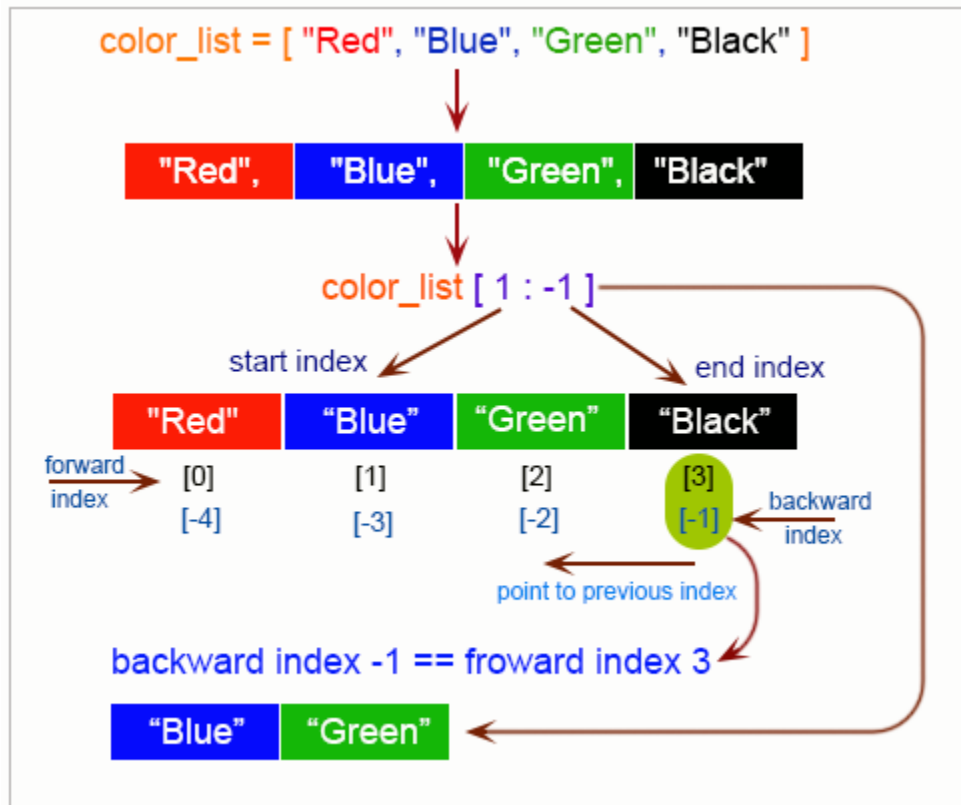 color_list = [ "Red", "Blue", "Green", "Black" ]
"Red", "Blue", "Green", "Black"
color_list [ 1 : -1 ]
start index
end index
"Red" “Blue” “Green” “Black”
forward
index
[0] [1] [2] [3]
[-4] [-3] [-2] [-1]
backward
index
point to previous index
backward index -1 == froward index 3
“Blue” “Green”